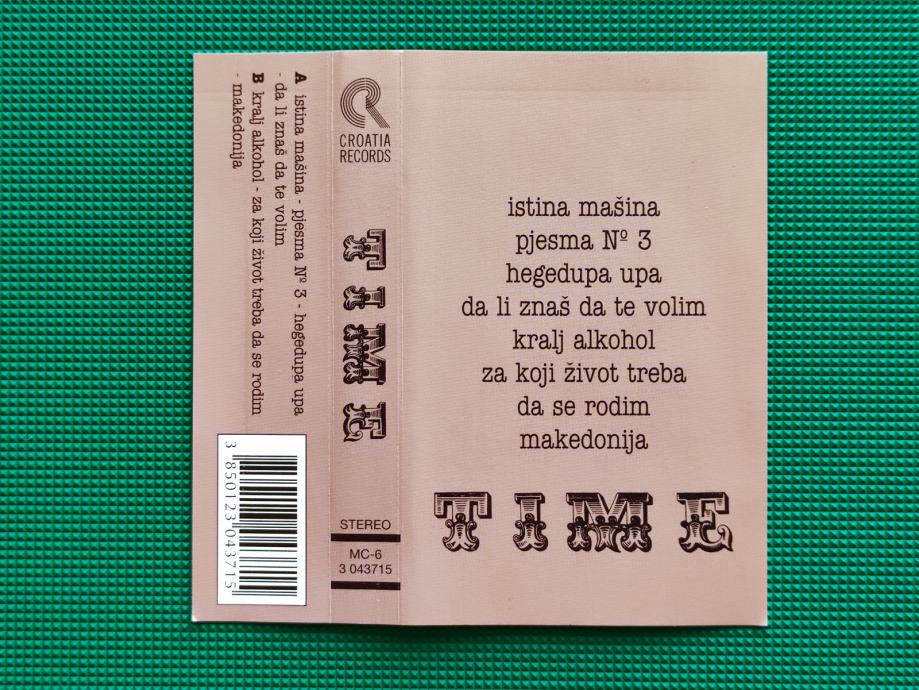 A istina mašina - pjesma Nº 3 - hegedupa upa
- da li znaš da te volim
B kralj alkohol - za koji život treba da se rodim
- makedonija
3 850123 043715
CROATIA
RECORDS
TIME
STEREO
MC-6
3 043715
istina mašina
pjesma Nº 3
hegedupa upa
da li znaš da te volim
kralj alkohol
za koji život treba
da se rodim
makedonija
TIME